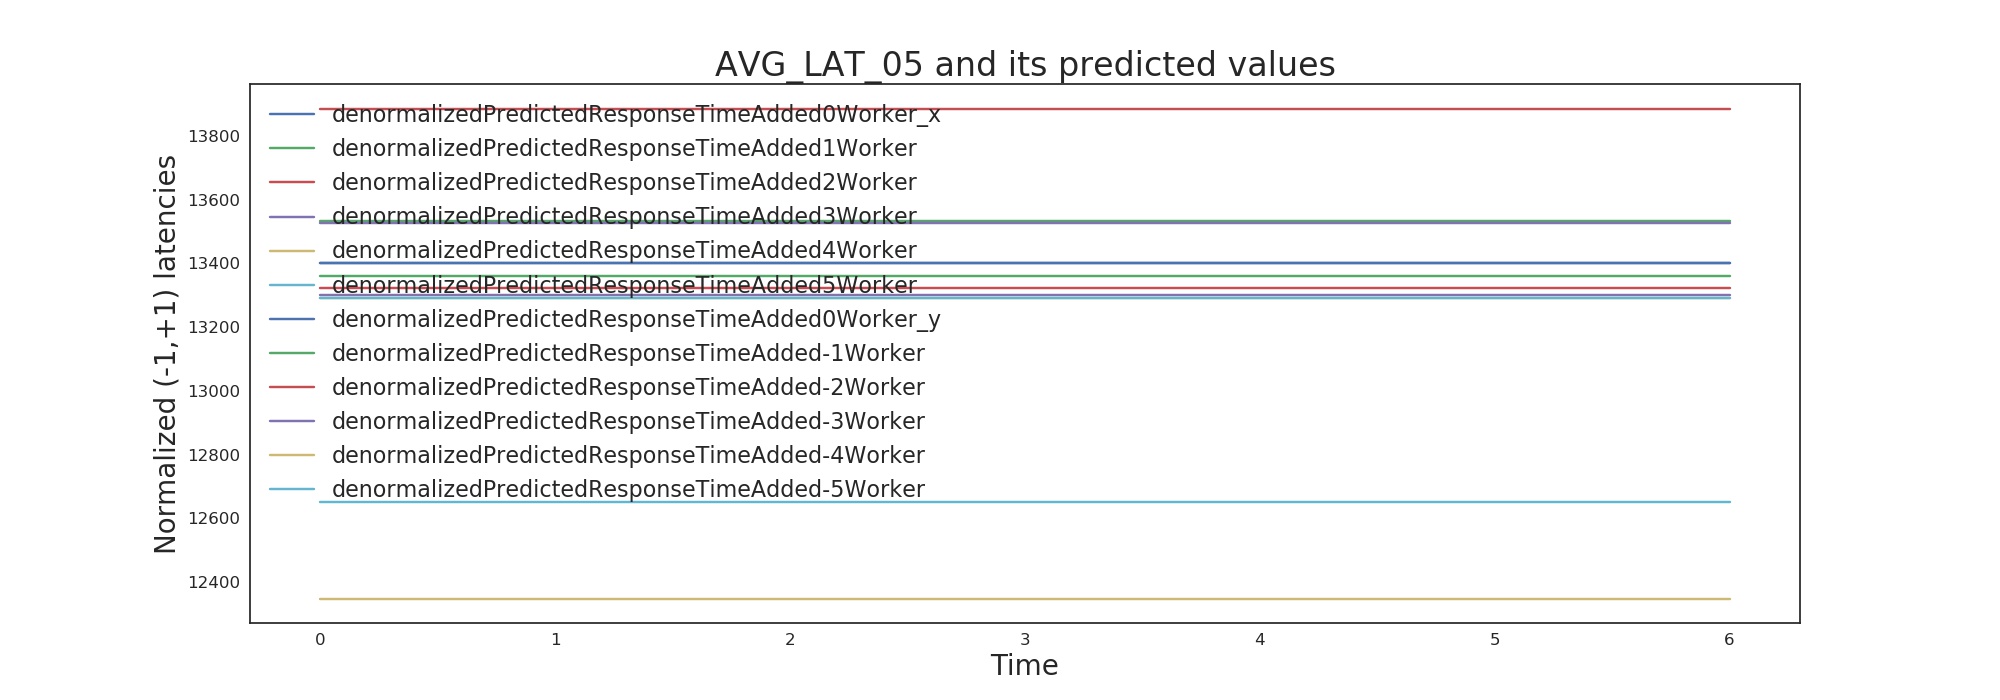 AVG_LAT_05 and its predicted values
Normalized (-1,+1) latencies
13800
13600
13400
13200
13000
12800
12600
12400
denormalizedPredictedResponseTimeAdded0Worker_x
denormalizedPredictedResponseTimeAdded1Worker
denormalizedPredictedResponseTimeAdded2Worker
denormalizedPredictedResponseTimeAdded3Worker
denormalizedPredictedResponseTimeAdded4Worker
denormalizedPredictedResponseTimeAdded5Worker
denormalizedPredictedResponseTimeAdded0Worker_y
denormalizedPredictedResponseTimeAdded-1Worker
denormalizedPredictedResponseTimeAdded-2Worker
denormalizedPredictedResponseTimeAdded-3Worker
denormalizedPredictedResponseTimeAdded-4Worker
denormalizedPredictedResponseTimeAdded-5Worker
0 1 2 3 4 5 6
Time